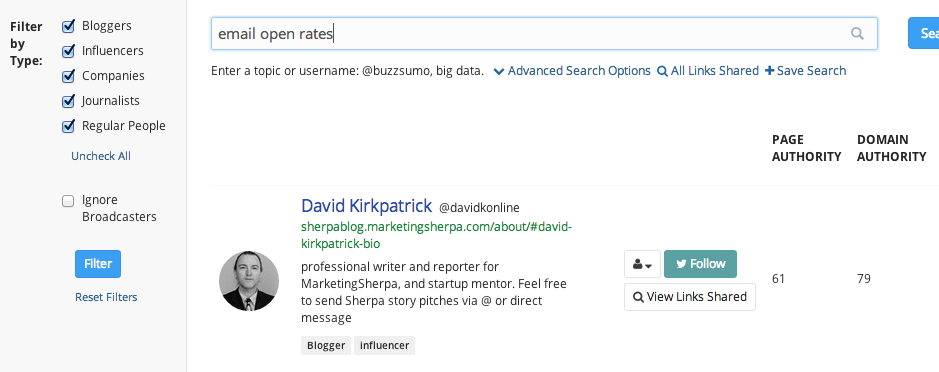 Filter
by
Type:
Bloggers
Influencers
Companies
Journalists
Regular People
Uncheck All
Ignore
Broadcasters
Filter
Reset Filters
email open rates
Sea
Enter a topic or username: @buzzsumo, big data. Advanced Search Options All Links Shared Save Search
PAGE
AUTHORITY
DOMAIN
AUTHORITY
David Kirkpatrick @davidkonline
sherpablog.marketingsherpa.com/about/#david-
kirkpatrick-bio
professional writer and reporter for
MarketingSherpa, and startup mentor. Feel free
to send Sherpa story pitches via @ or direct
message
Blogger influencer
Follow
View Links Shared
61
79